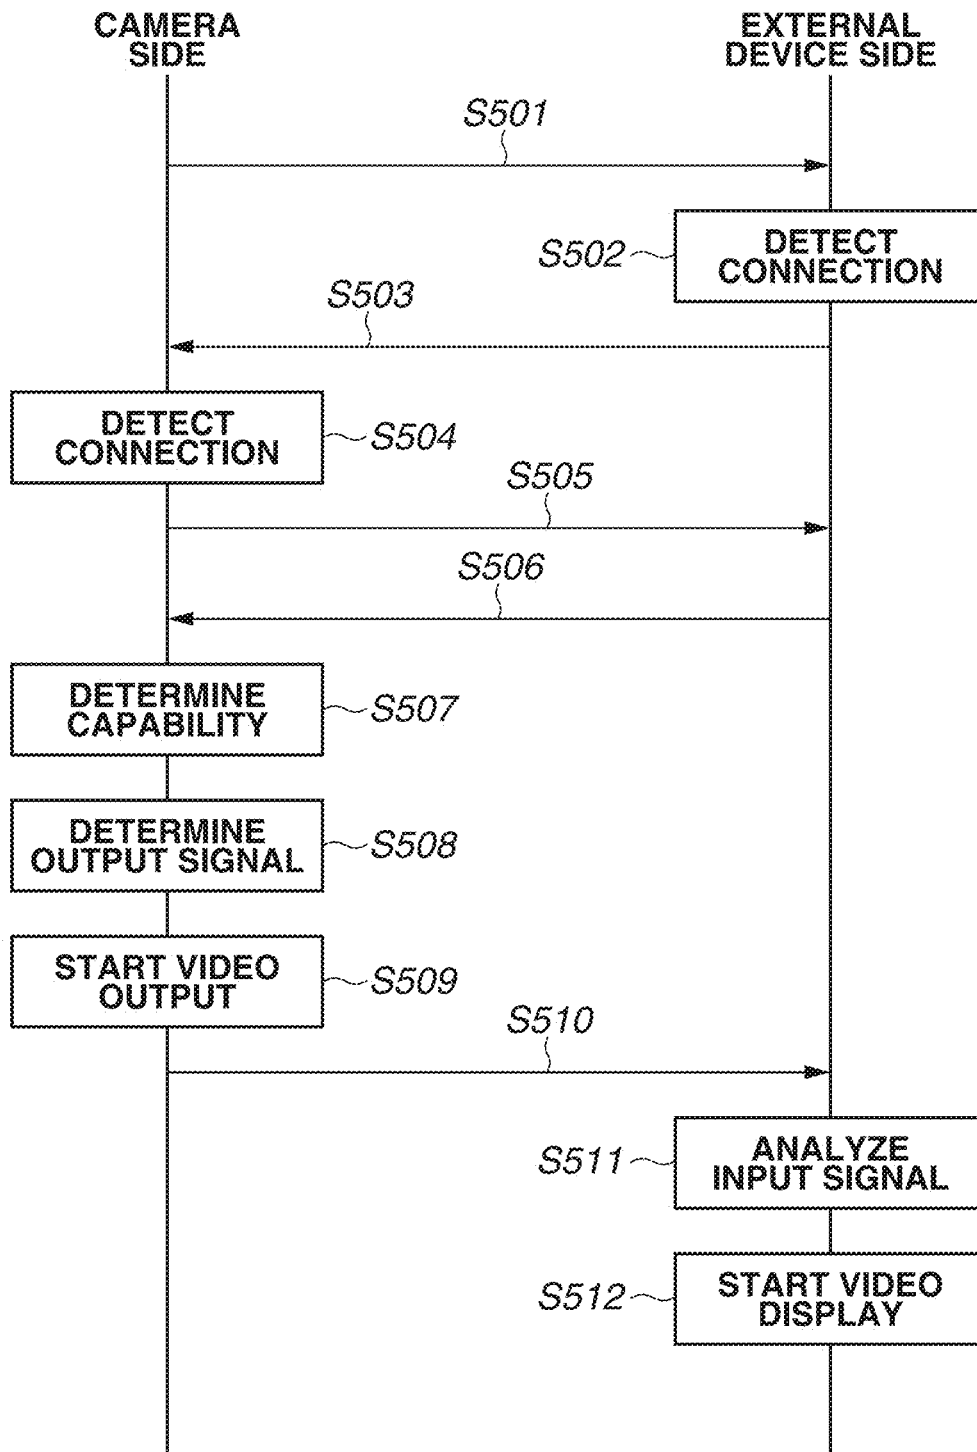 CAMERA
SIDE
EXTERNAL
DEVICE SIDE
S501
S502
DETECT
CONNECTION
S503
DETECT
CONNECTION
S504
S505
S506
DETERMINE
CAPABILITY
S507
DETERMINE
OUTPUT SIGNAL
S508
START VIDEO
OUTPUT
S509
S510
S511
ANALYZE
INPUT SIGNAL
S512
START VIDEO
DISPLAY